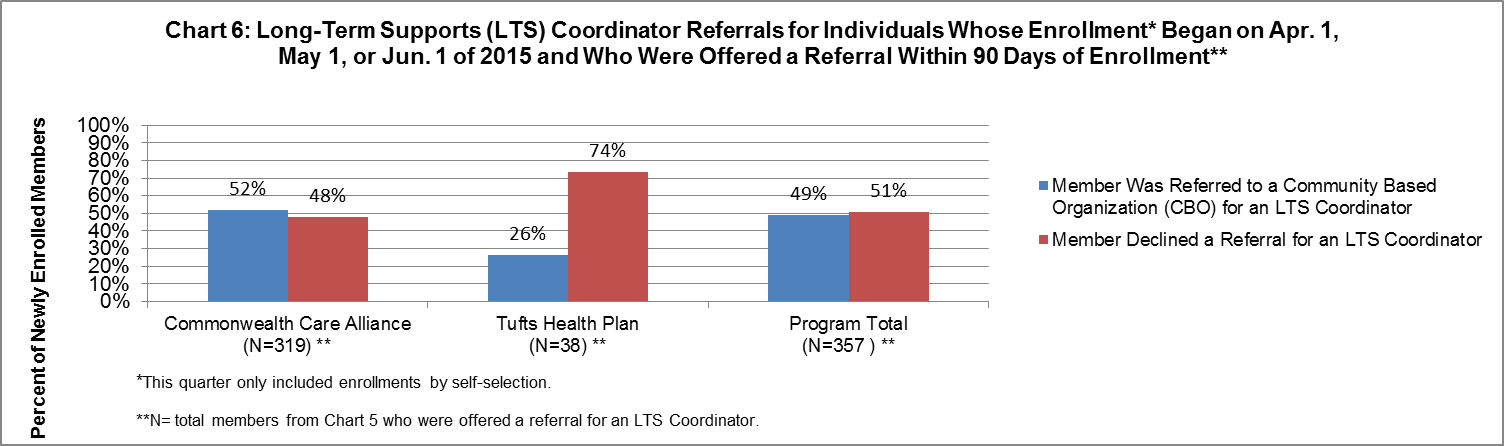 Chart 6: Long-Term Supports (LTS) Coordinator Referrals for Individuals Whose Enrollment* Began on Apr. 1,
May 1, or Jun. 1 of 2015 and Who Were Offered a Referral Within 90 Days of Enrollment**
Percent of Newly Enrolled Members
100%
90%
80%
70%
60%
50%
40%
30%
20%
10%
0%
52%
48%
26%
74%
49%
51%
Commonwealth Care Alliance
(N=319) **
Tufts Health Plan
(N=38) **
Program Total
(N=357 ) **
Member Was Referred to a Community Based
Organization (CBO) for an LTS Coordinator
Member Declined a Referral for an LTS Coordinator
*This quarter only included enrollments by self-selection.
**N= total members from Chart 5 who were offered a referral for an LTS Coordinator.